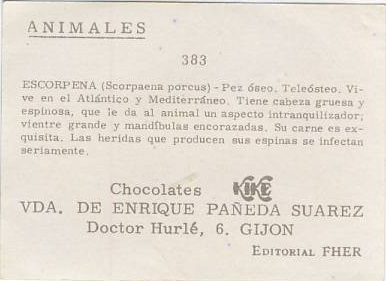 ANIMALES
383
ESCORPENA (Scorpaena porcus) - Pez óseo. Teleósteo. Vi-
ve en el Atlántico y Mediterráneo. Tiene cabeza gruesa y
espinosa, que le da al animal un aspecto intranquilizador;
vientre grande y mandíbulas encorazadas. Su carne es ex-
quisita. Las heridas que producen sus espinas se infectan
seriamente.
Chocolates KIKE
VDA. DE ENRIQUE PAÑEDA SUAREZ
Doctor Hurlé, 6. GIJON
EDITORIAL FHER